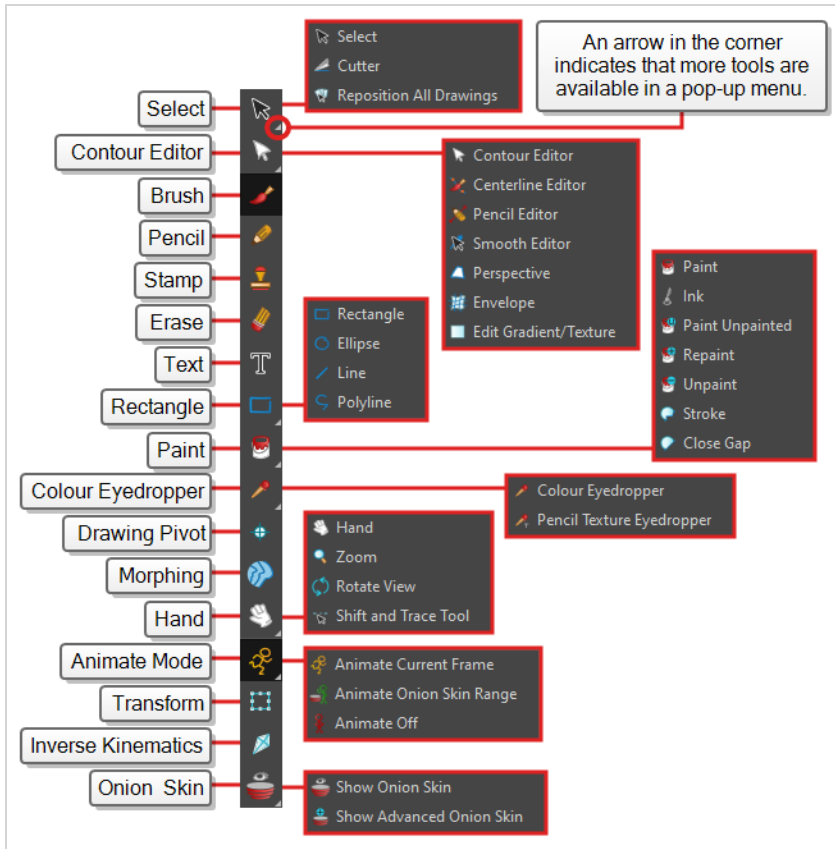 Select
Cutter
Reposition All Drawings
An arrow in the corner
indicates that more tools are
available in a pop-up menu.
Select
Contour Editor
Brush
Pencil
Stamp
Erase
Text
Rectangle
Paint
Colour Eyedropper
Drawing Pivot
Morphing
Hand
Animate Mode
Transform
Inverse Kinematics
Onion Skin
Contour Editor
Centerline Editor
Pencil Editor
Smooth Editor
Perspective
Envelope
Edit Gradient/Texture
Rectangle
Ellipse
Line
Polyline
Paint
Ink
Paint Unpainted
Repaint
Unpaint
Stroke
Close Gap
Colour Eyedropper
Pencil Texture Eyedropper
Hand
Zoom
Rotate View
Shift and Trace Tool
Animate Current Frame
Animate Onion Skin Range
Animate Off
Show Onion Skin
Show Advanced Onion Skin